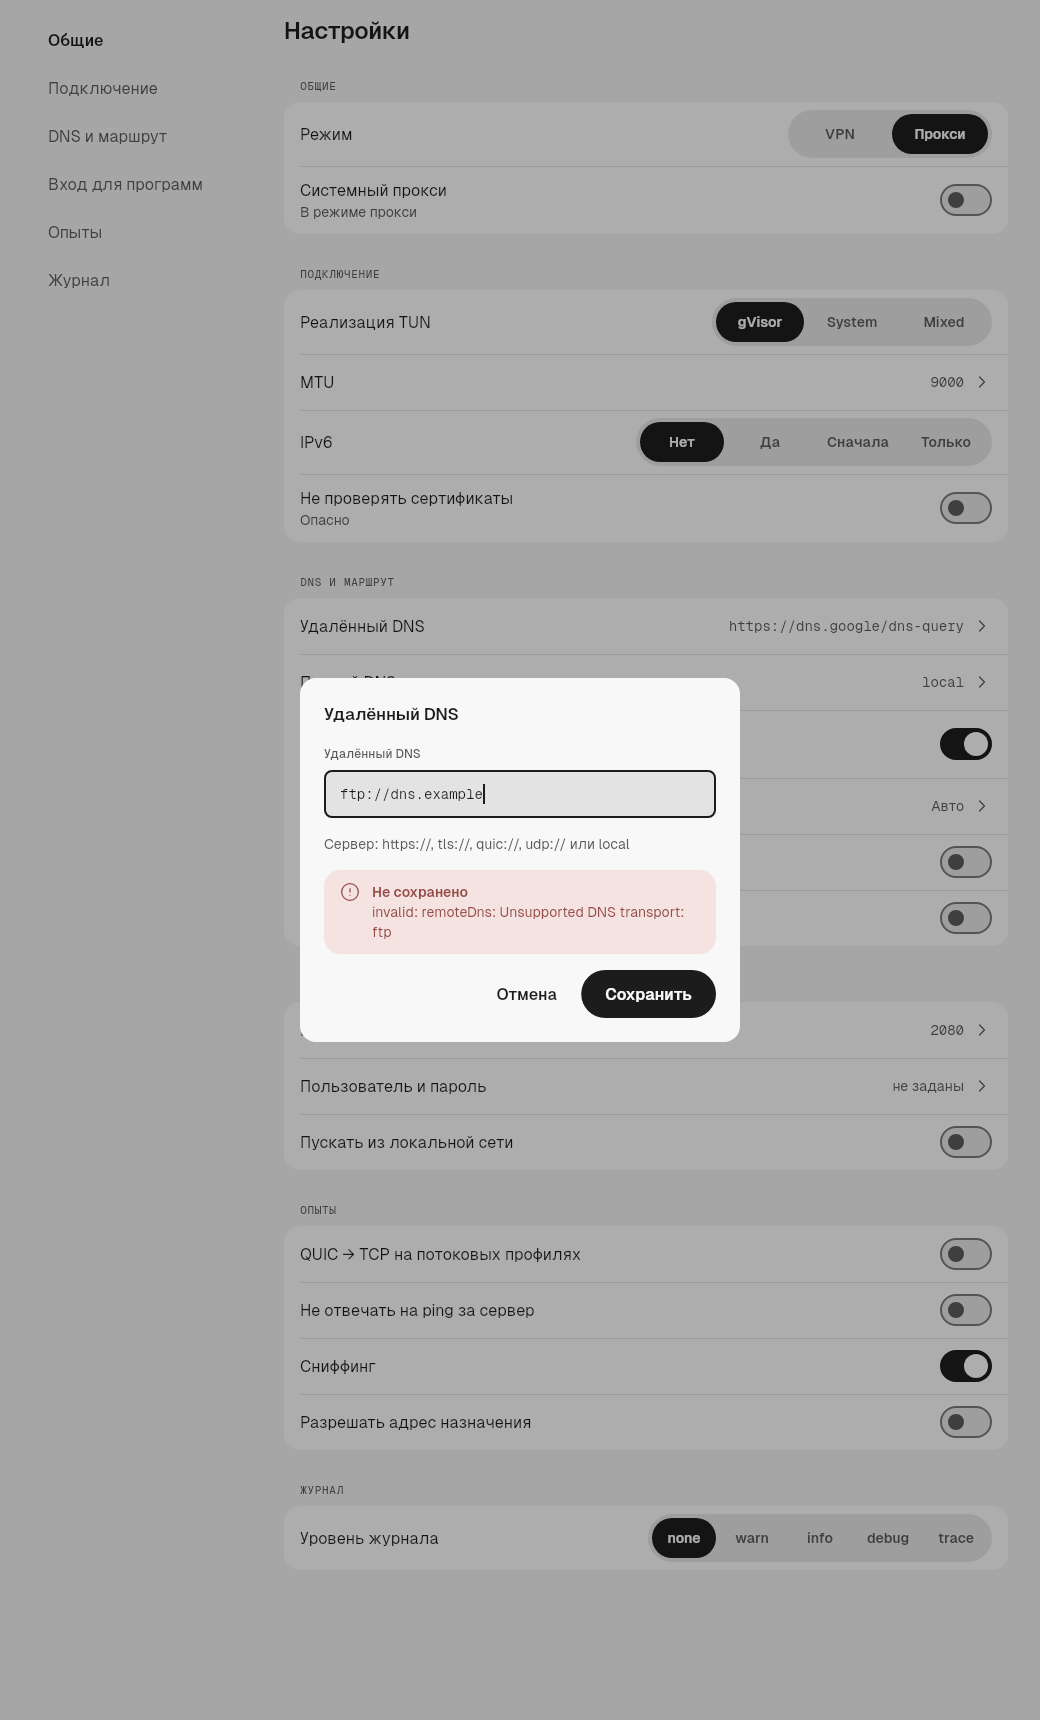 Общие
Подключение
DNS и маршрут
Вход для программ
Опыты
Журнал
Настройки
ОБЩИЕ
Режим
VPN
Прокси
Системный прокси
В режиме прокси
ПОДКЛЮЧЕНИЕ
Реализация TUN
gVisor
System
Mixed
MTU
9000
IPv6
Нет
Да
Сначала
Только
Не проверять сертификаты
Опасно
DNS И МАРШРУТ
Удалённый DNS
https://dns.google/dns-query
local
Авто
Удалённый DNS
Удалённый DNS
ftp://dns.example
Сервер: https://, tls://, quic://, udp:// или local
Не сохранено
invalid: remoteDns: Unsupported DNS transport:
ftp
Отмена
Сохранить
2080
Пользователь и пароль
не заданы
Пускать из локальной сети
ОПЫТЫ
QUIC → TCP на потоковых профилях
Не отвечать на ping за сервер
Сниффинг
Разрешать адрес назначения
ЖУРНАЛ
Уровень журнала
none
warn
info
debug
trace